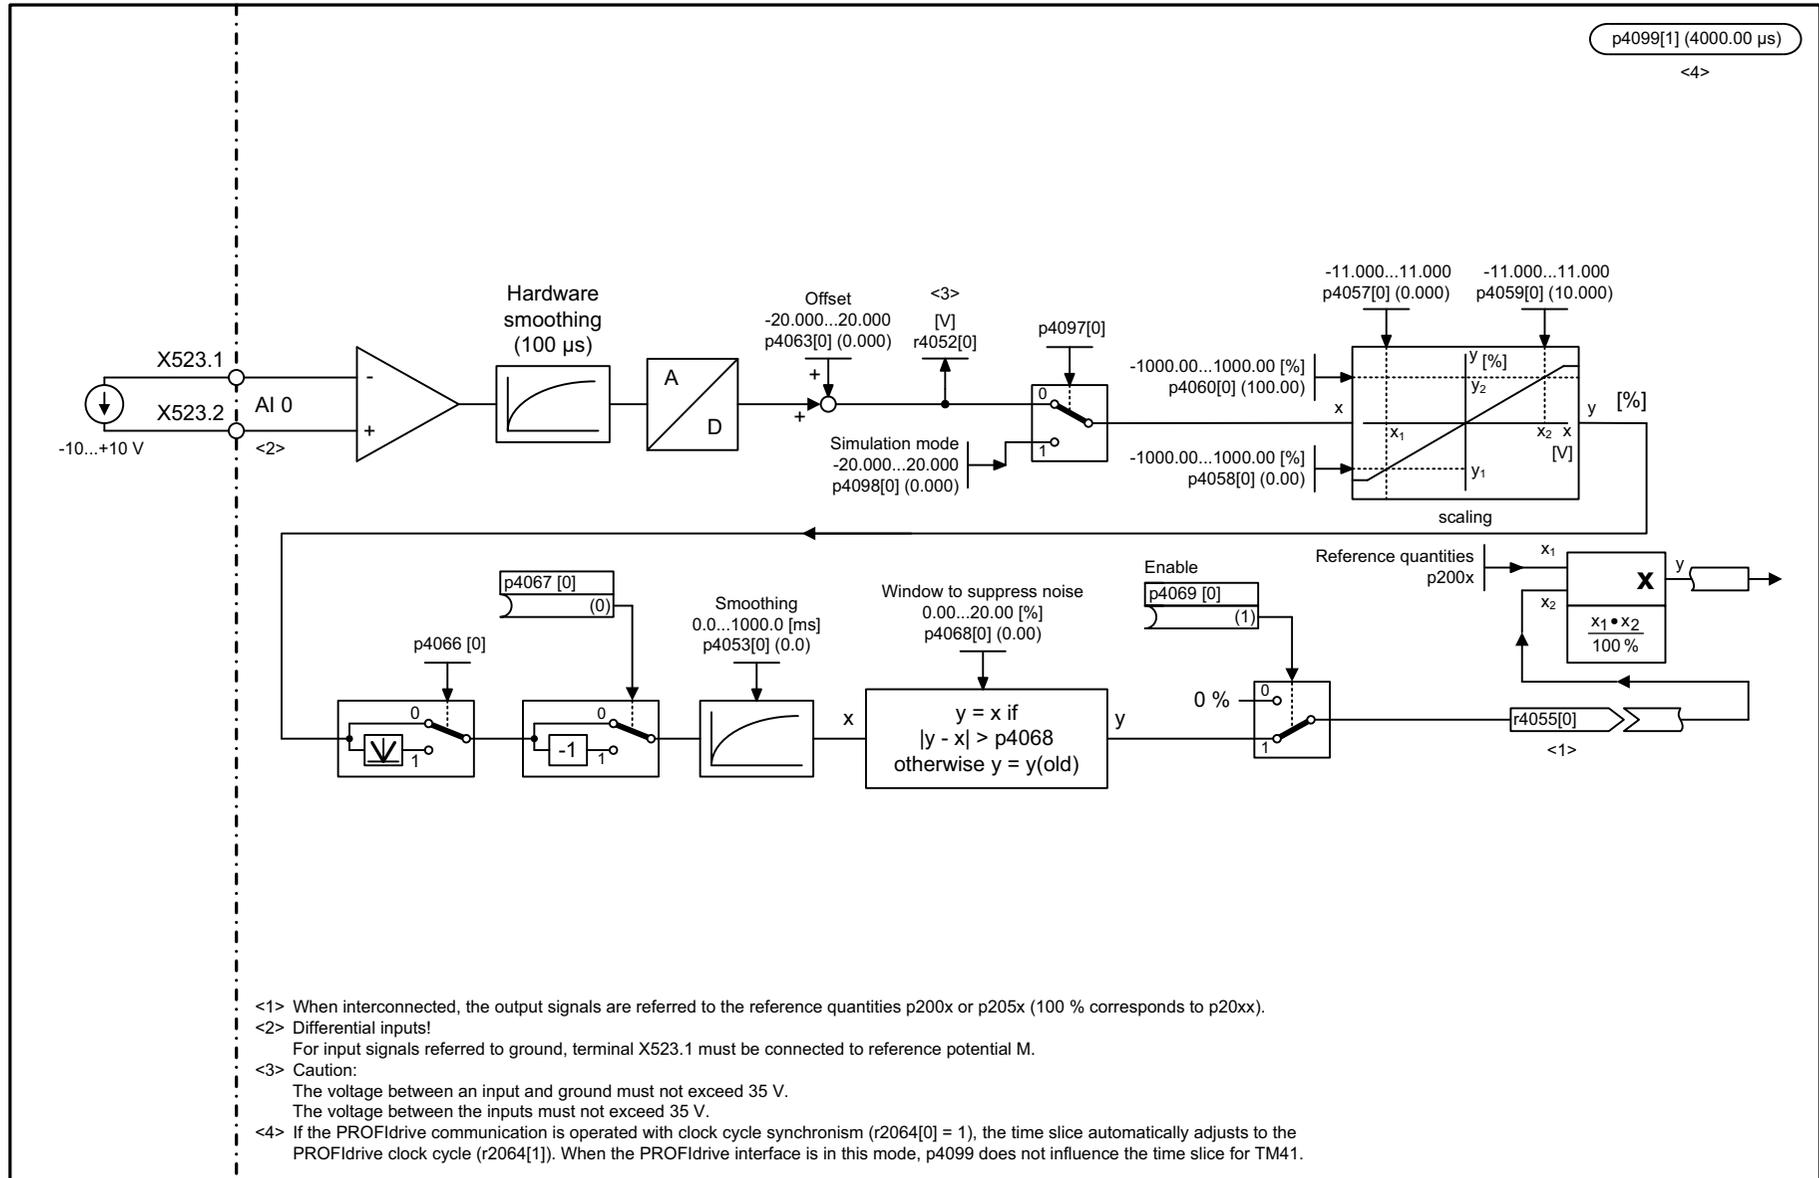 p4099[1] (4000.00 µs)
<4>
Hardware
smoothing
(100 µs)
Offset
-20.000...20.000
p4063[0] (0.000)
<3>
[V]
r4052[0]
p4097[0]
-11.000...11.000
p4057[0] (0.000)
-11.000...11.000
p4059[0] (10.000)
X523.1
X523.2
-10...+10 V
AI 0
<2>
-
+
A
D
+
+
0
1
Simulation mode
-20.000...20.000
p4098[0] (0.000)
-1000.00...1000.00 [%]
p4060[0] (100.00)
-1000.00...1000.00 [%]
p4058[0] (0.00)
x
y [%]
y2
x1
x2 x
[V]
y1
y
[%]
scaling
Reference quantities
p200x
x1
x2
x
y
x1 • x2
100 %
p4066 [0]
0
1
p4067 [0]
(0)
0
-1
1
Smoothing
0.0...1000.0 [ms]
p4053[0] (0.0)
Window to suppress noise
0.00...20.00 [%]
p4068[0] (0.00)
x
y = x if
|y - x| > p4068
otherwise y = y(old)
y
Enable
p4069 [0]
(1)
0 %
0
1
r4055[0]
<1>
<1> When interconnected, the output signals are referred to the reference quantities p200x or p205x (100 % corresponds to p20xx).
<2> Differential inputs!
For input signals referred to ground, terminal X523.1 must be connected to reference potential M.
<3> Caution:
The voltage between an input and ground must not exceed 35 V.
The voltage between the inputs must not exceed 35 V.
<4> If the PROFIdrive communication is operated with clock cycle synchronism (r2064[0] = 1), the time slice automatically adjusts to the
PROFIdrive clock cycle (r2064[1]). When the PROFIdrive interface is in this mode, p4099 does not influence the time slice for TM41.